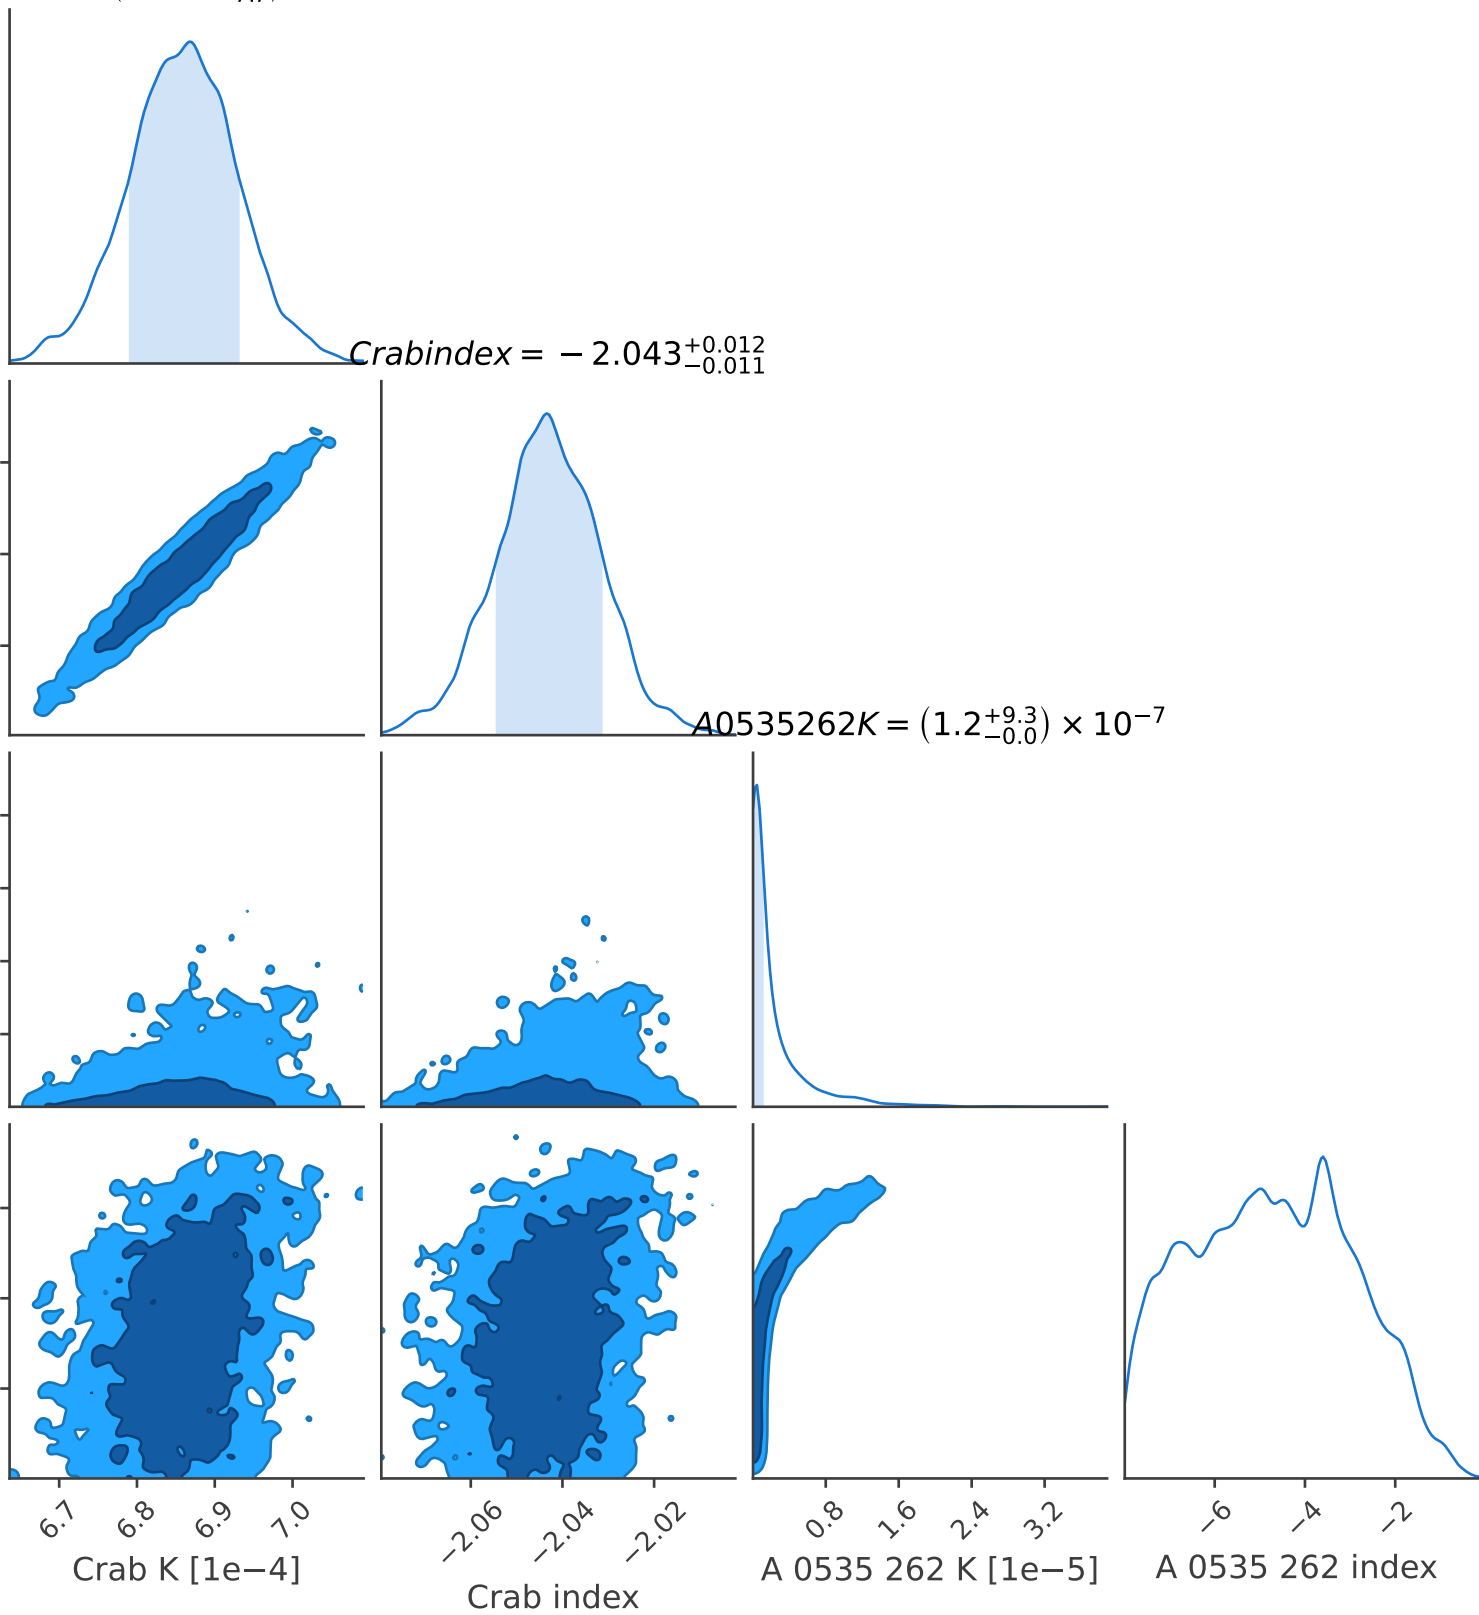 Crabindex = −2.043 +0.012 −0.011
A0535262K = (1.2 +9.3 −0.0) × 10−7
6.7 6.8 6.9 7.0 −2.06 −2.04 −2.02 0.8 1.6 2.4 3.2 −6 −4 −2
Crab K [1e−4] Crab index A 0535 262 K [1e−5] A 0535 262 index